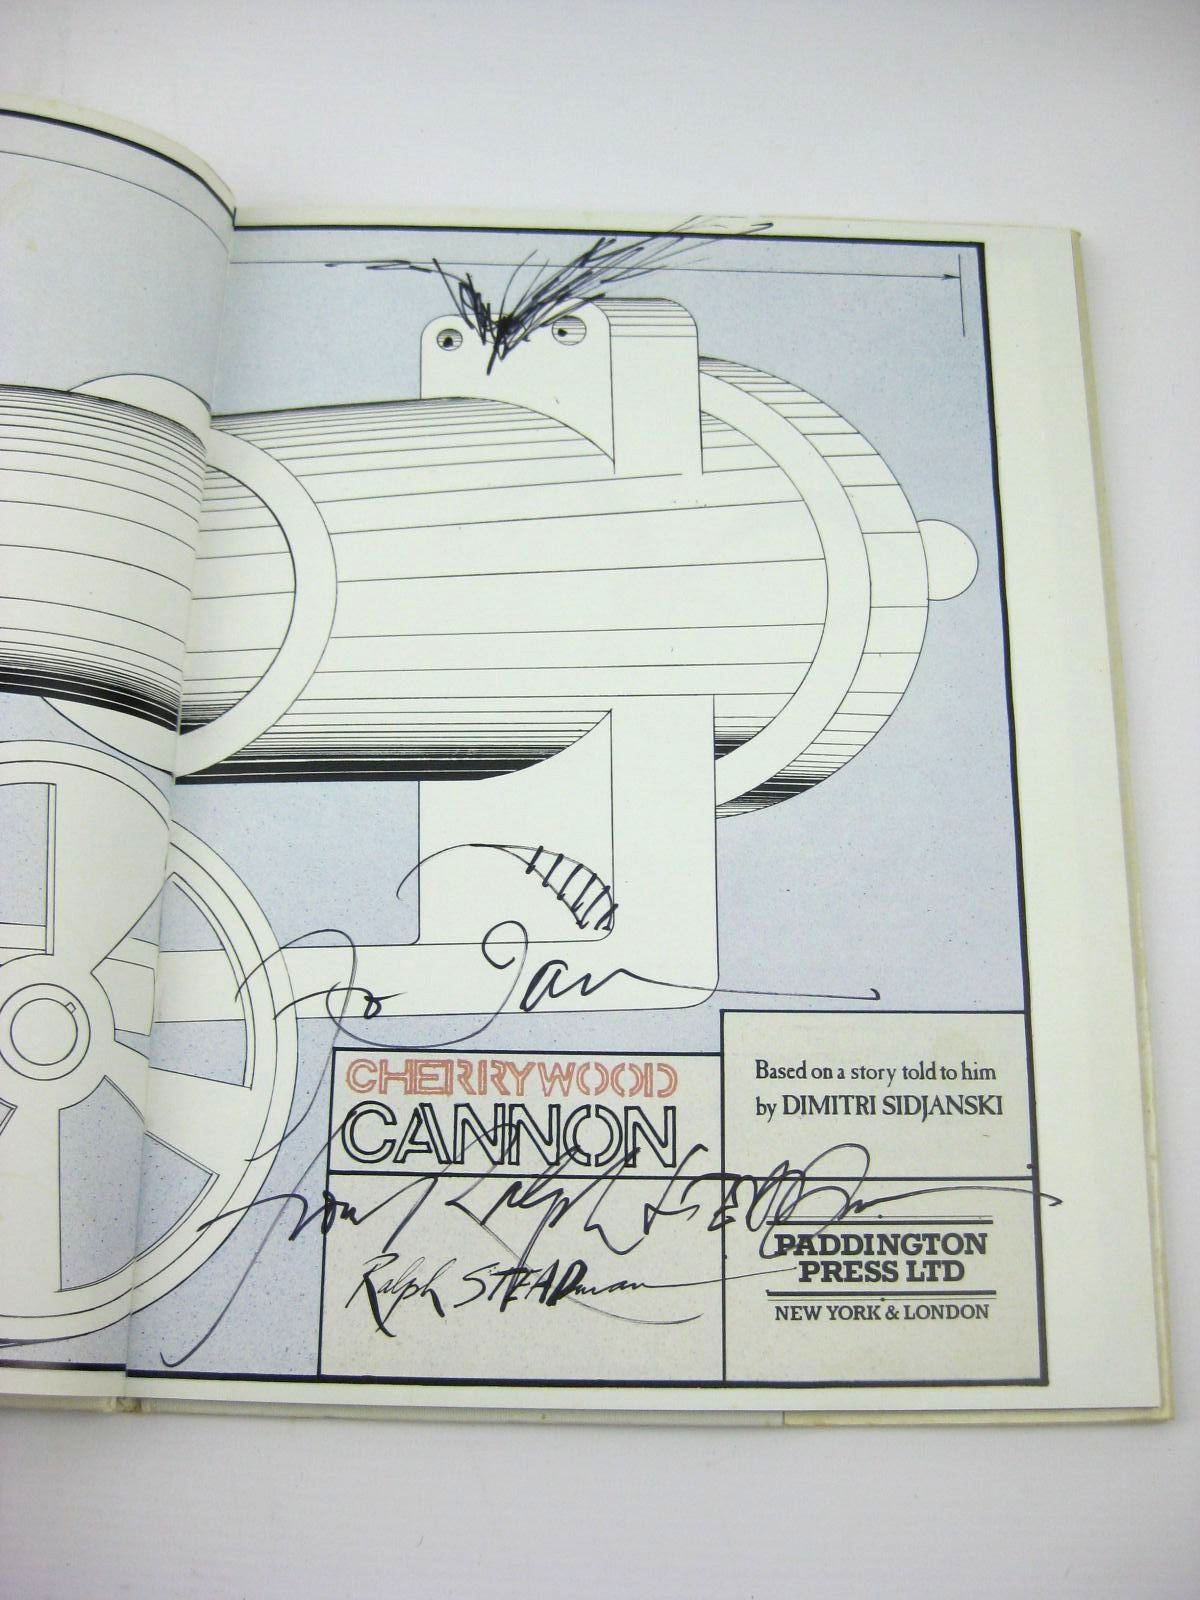 To Jan
CHERRYWOOD
CANNON
Based on a story told to him
by DIMITRI SIDJANSKI
from Ralph STEADman
Ralph STEADman
PADDINGTON
PRESS LTD
NEW YORK & LONDON